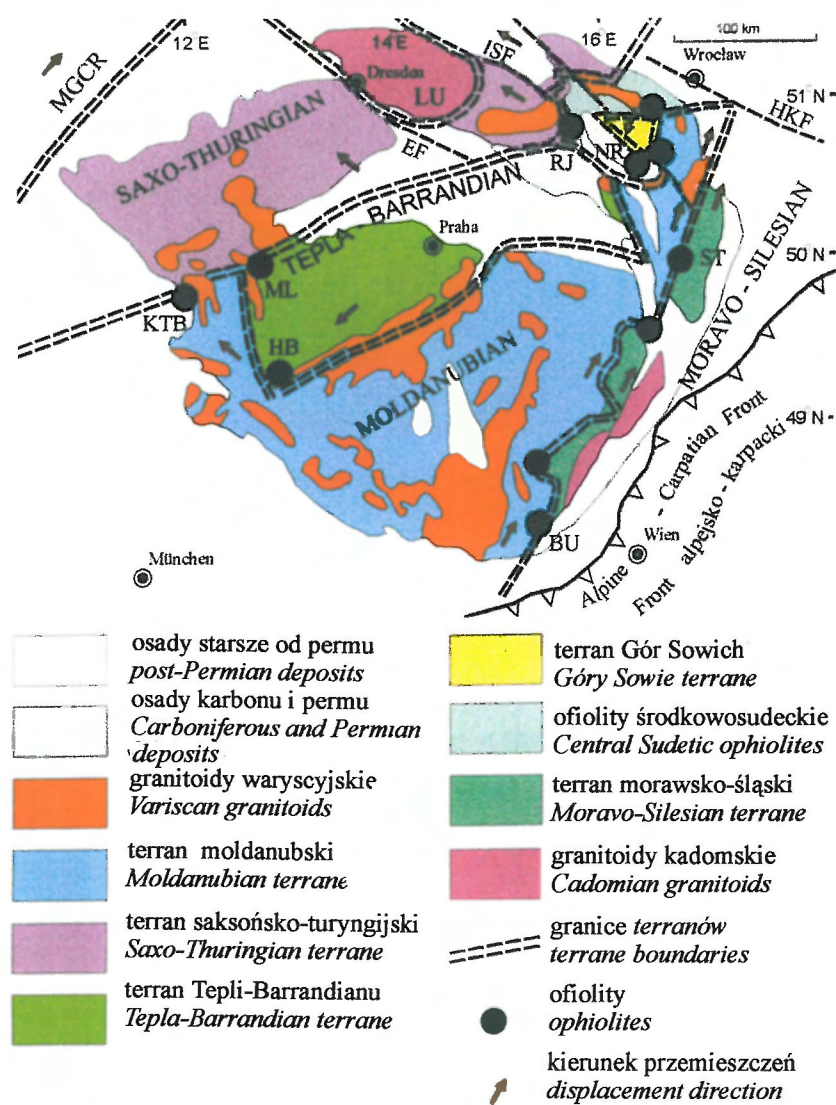 100 km
12 E
14 E
16 E
ISF
Wrocław
MGCR
Dresden
LU
51 N
HKF
EF
SAXO-THURINGIAN
RJ
NR
BARRANDIAN
TEPLA
Praha
50 N
ST
ML
KTB
HB
MOLDANUBIAN
MORAVO - SILESIAN
49 N
BU
Wien
München
Alpine - Carpatian Front
Front alpejsko - karpacki
osady starsze od permu
post-Permian deposits
osady karbonu i permu
Carboniferous and Permian
deposits
granitoidy waryscyjskie
Variscan granitoids
terran moldanubski
Moldanubian terrane
terran saksońsko-turyngijski
Saxo-Thuringian terrane
terran Tepli-Barrandianu
Tepla-Barrandian terrane
terran Gór Sowich
Góry Sowie terrane
ofiolity środkowosudeckie
Central Sudetic ophiolites
terran morawsko-śląski
Moravo-Silesian terrane
granitoidy kadomskie
Cadomian granitoids
granice terranów
terrane boundaries
ofiolity
ophiolites
kierunek przemieszczeń
displacement direction